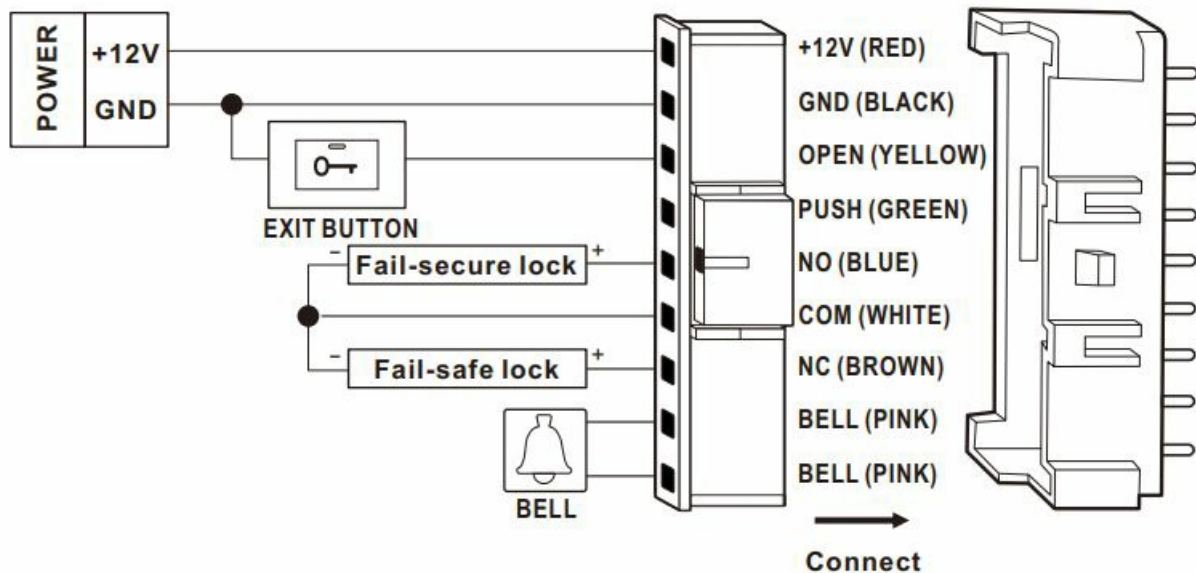 POWER
+12V
GND
EXIT BUTTON
- Fail-secure lock +
- Fail-safe lock +
BELL
+12V (RED)
GND (BLACK)
OPEN (YELLOW)
PUSH (GREEN)
NO (BLUE)
COM (WHITE)
NC (BROWN)
BELL (PINK)
BELL (PINK)
Connect